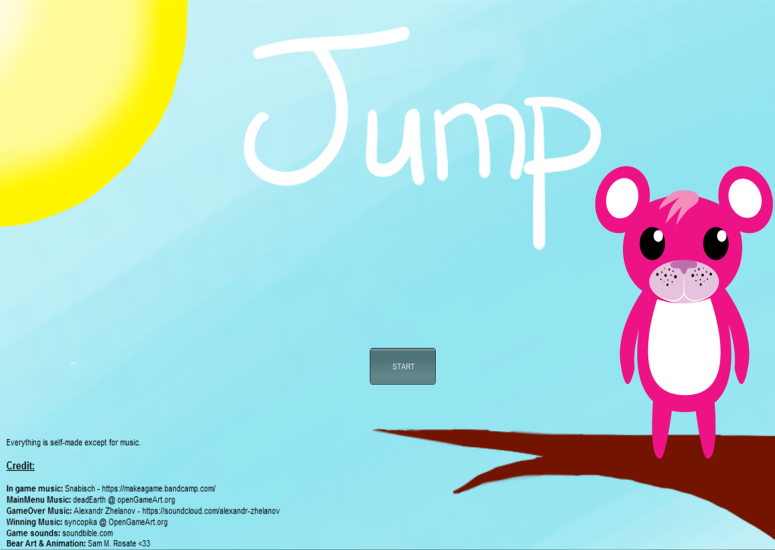 Jump
START
Everything is self-made except for music.
Credit:
In game music: Snabisch - https://makeagame.bandcamp.com/
MainMenu Music: deadEarth @ openGameArt.org
GameOver Music: Alexandr Zhelanov - https://soundcloud.com/alexandr-zhelanov
Winning Music: syncopika @ OpenGameArt.org
Game sounds: soundbible.com
Bear Art & Animation: Sam M. Rosate <33